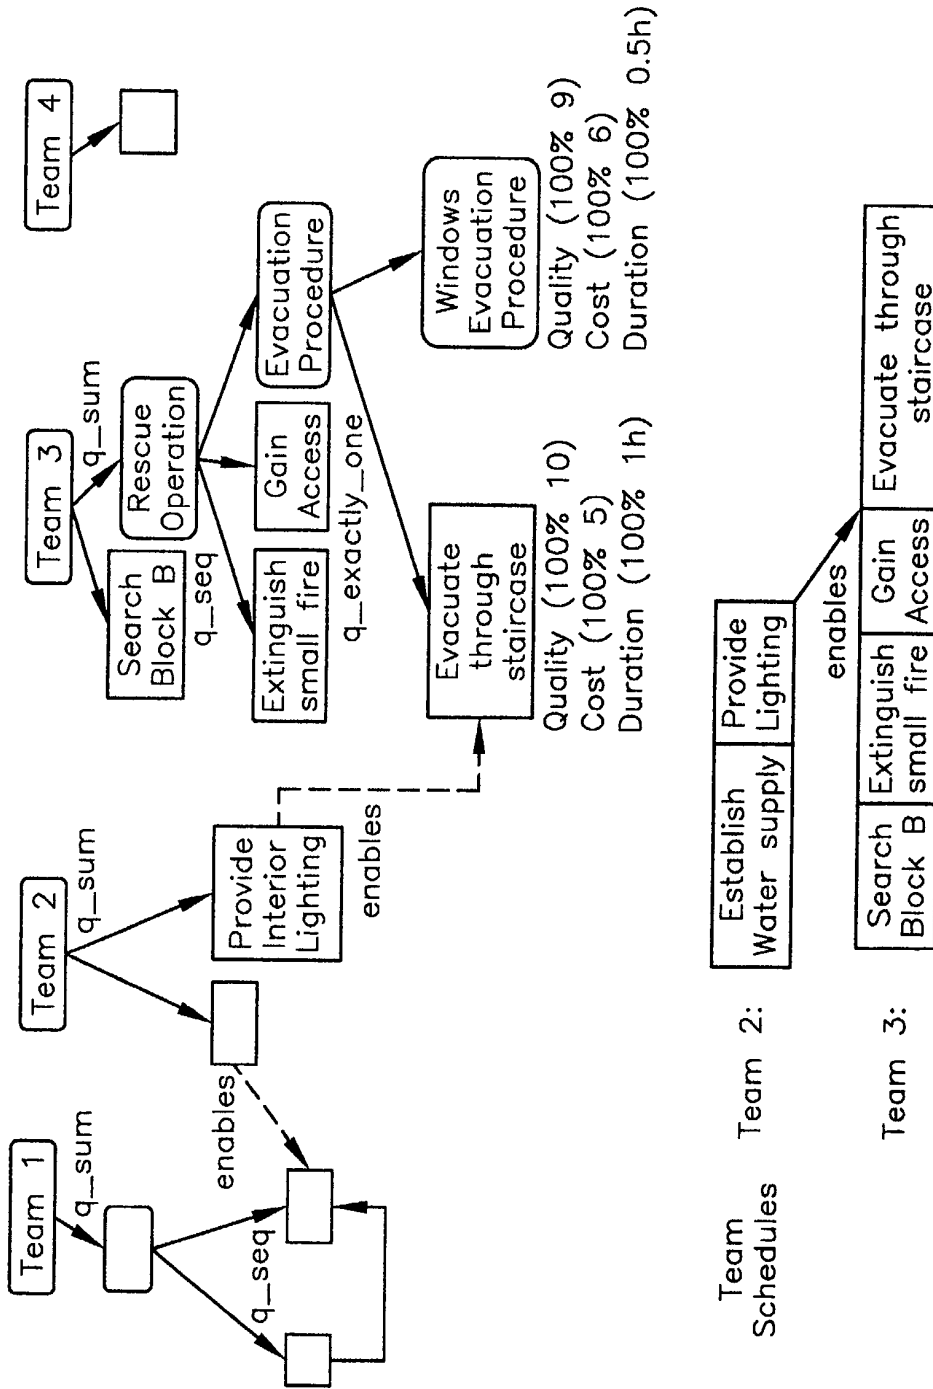 Team 1
q_sum
q_seq
enables
Team 2
q_sum
Provide
Interior
Lighting
enables
Team 3
q_sum
Search
Block B
q_seq
Rescue
Operation
Extinguish
small fire
Gain
Access
q_exactly_one
Evacuation
Procedure
Evacuate
through
staircase
Quality (100% 10)
Cost (100% 5)
Duration (100% 1h)
Windows
Evacuation
Procedure
Quality (100% 9)
Cost (100% 6)
Duration (100% 0.5h)
Team 4
Team
Schedules
Team 2:
Establish
Water supply
Provide
Lighting
enables
Team 3:
Search
Block B
Extinguish
small fire
Gain
Access
Evacuate through
staircase